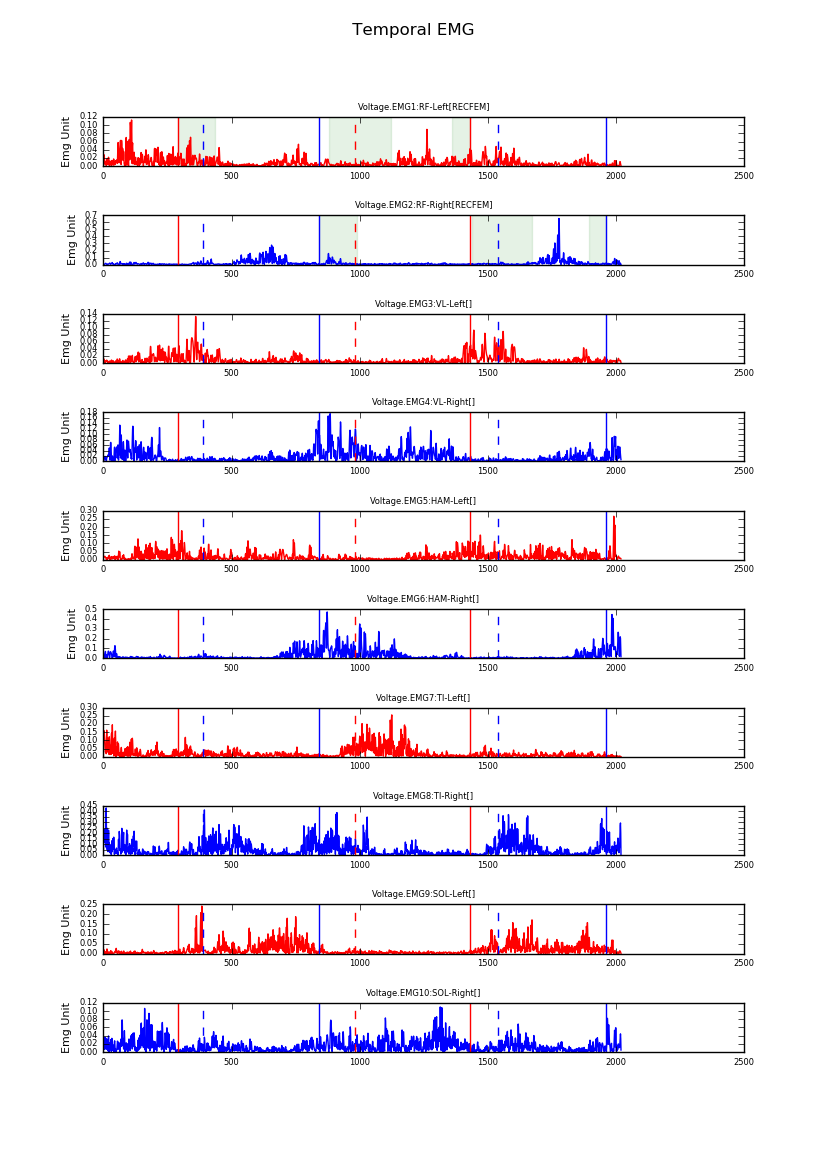 Temporal EMG
Voltage.EMG1:RF-Left[RECFEM]
Emg Unit
0.12
0.10
0.08
0.06
0.04
0.02
0.00
0 500 1000 1500 2000 2500
Voltage.EMG2:RF-Right[RECFEM]
Emg Unit
0.7
0.6
0.5
0.4
0.3
0.2
0.1
0.0
0 500 1000 1500 2000 2500
Voltage.EMG3:VL-Left[]
Emg Unit
0.14
0.12
0.10
0.08
0.06
0.04
0.02
0.00
0 500 1000 1500 2000 2500
Voltage.EMG4:VL-Right[]
Emg Unit
0.18
0.16
0.14
0.12
0.10
0.08
0.06
0.04
0.02
0.00
0 500 1000 1500 2000 2500
Voltage.EMG5:HAM-Left[]
Emg Unit
0.30
0.25
0.20
0.15
0.10
0.05
0.00
0 500 1000 1500 2000 2500
Voltage.EMG6:HAM-Right[]
Emg Unit
0.5
0.4
0.3
0.2
0.1
0.0
0 500 1000 1500 2000 2500
Voltage.EMG7:TI-Left[]
Emg Unit
0.30
0.25
0.20
0.15
0.10
0.05
0.00
0 500 1000 1500 2000 2500
Voltage.EMG8:TI-Right[]
Emg Unit
0.45
0.40
0.35
0.30
0.25
0.20
0.15
0.10
0.05
0.00
0 500 1000 1500 2000 2500
Voltage.EMG9:SOL-Left[]
Emg Unit
0.25
0.20
0.15
0.10
0.05
0.00
0 500 1000 1500 2000 2500
Voltage.EMG10:SOL-Right[]
Emg Unit
0.12
0.10
0.08
0.06
0.04
0.02
0.00
0 500 1000 1500 2000 2500